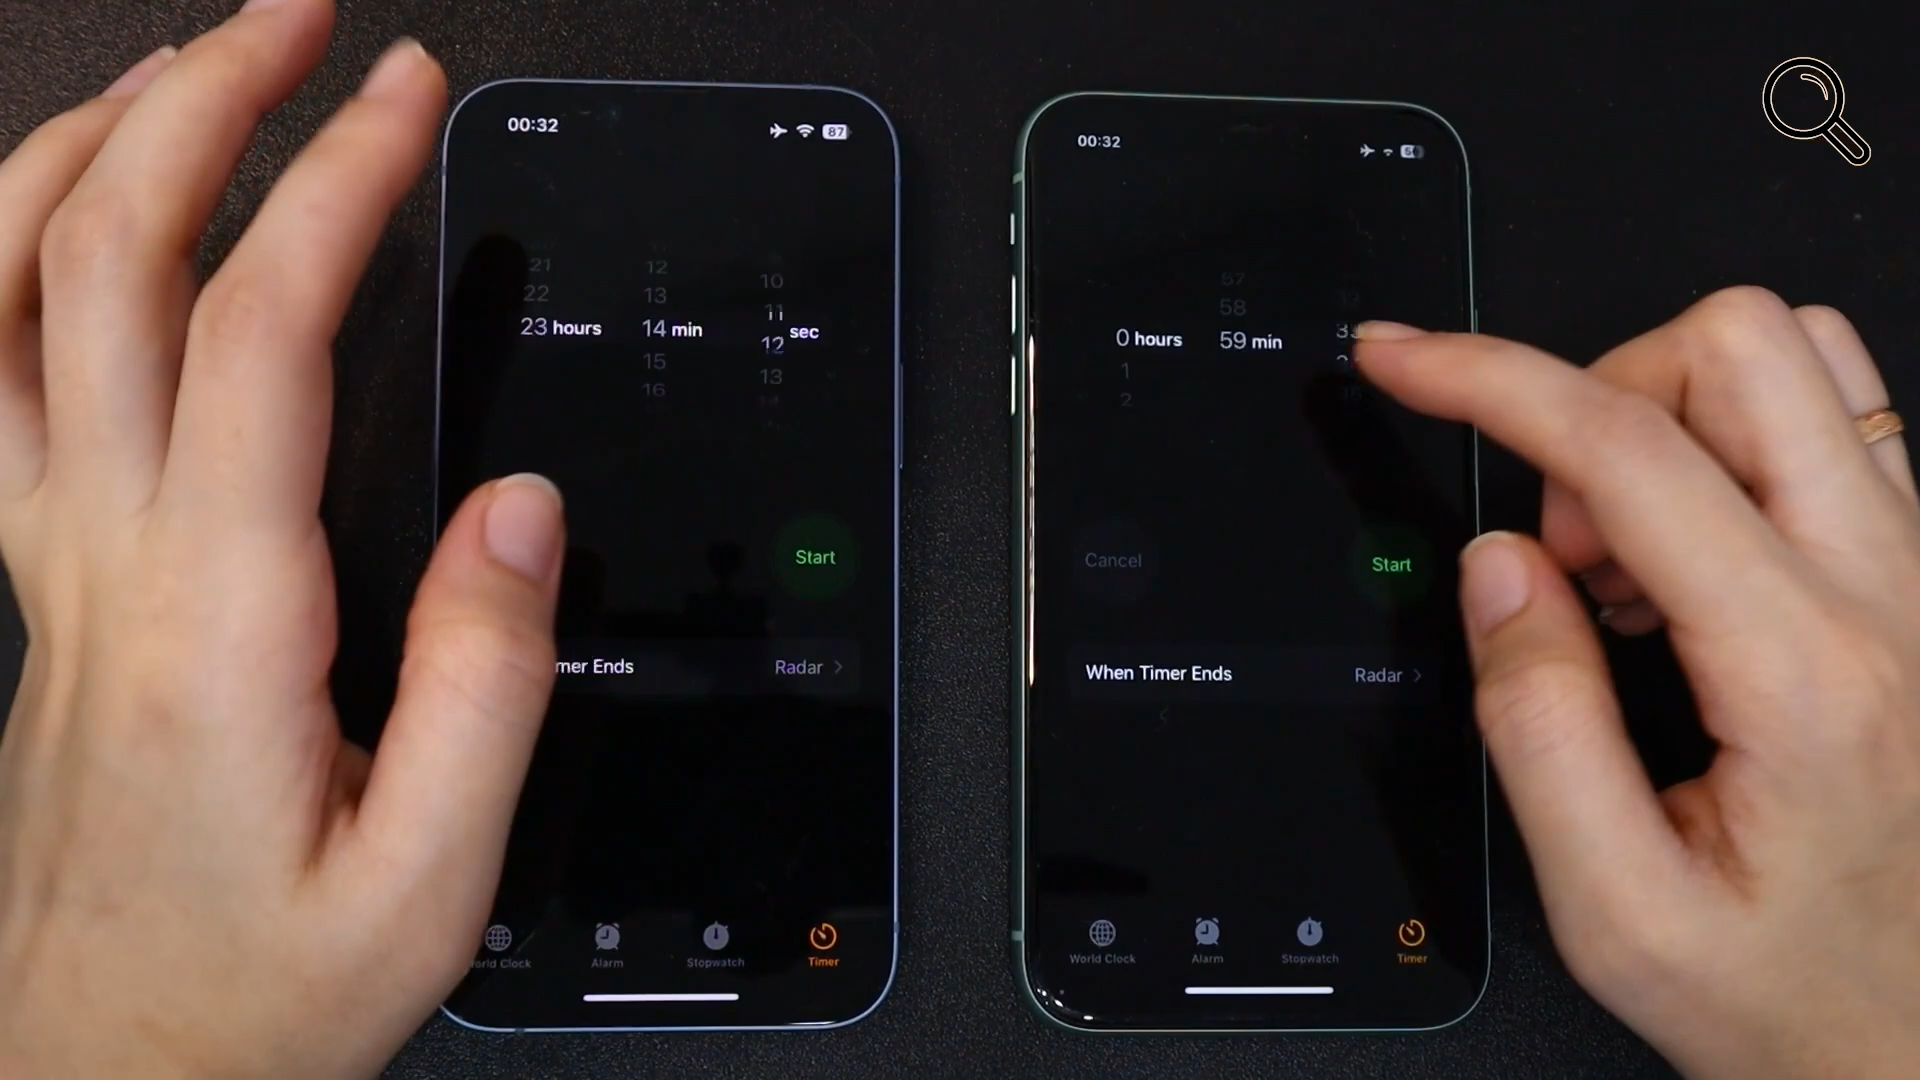 00:32
87
21
22
23 hours
12
13
14 min
15
16
10
11
12
sec
13
Start
mer Ends
Radar
orld Clock
Alarm
Stopwatch
Timer
00:32
57
58
0 hours
1
2
59 min
Cancel
Start
When Timer Ends
Radar
World Clock
Alarm
Stopwatch
Timer